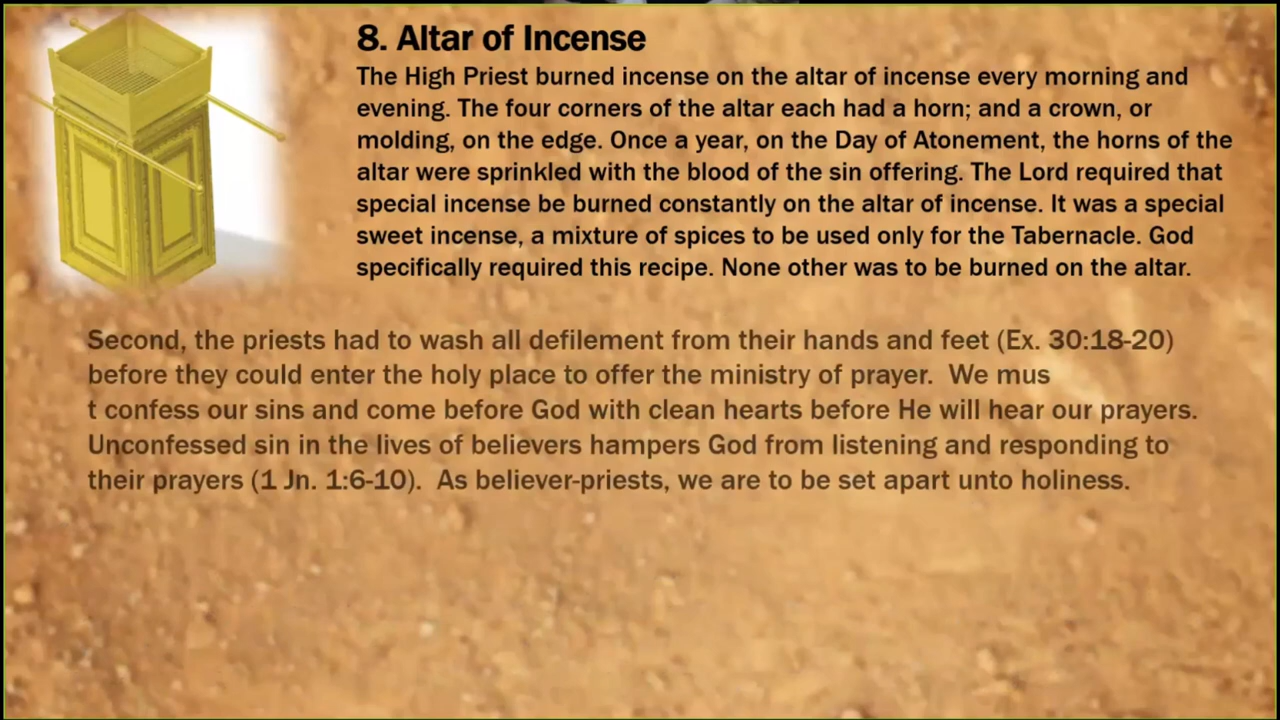 8. Altar of Incense
The High Priest burned incense on the altar of incense every morning and
evening. The four corners of the altar each had a horn; and a crown, or
molding, on the edge. Once a year, on the Day of Atonement, the horns of the
altar were sprinkled with the blood of the sin offering. The Lord required that
special incense be burned constantly on the altar of incense. It was a special
sweet incense, a mixture of spices to be used only for the Tabernacle. God
specifically required this recipe. None other was to be burned on the altar.
Second, the priests had to wash all defilement from their hands and feet (Ex. 30:18-20)
before they could enter the holy place to offer the ministry of prayer.  We mus
t confess our sins and come before God with clean hearts before He will hear our prayers.
Unconfessed sin in the lives of believers hampers God from listening and responding to
their prayers (1 Jn. 1:6-10).  As believer-priests, we are to be set apart unto holiness.